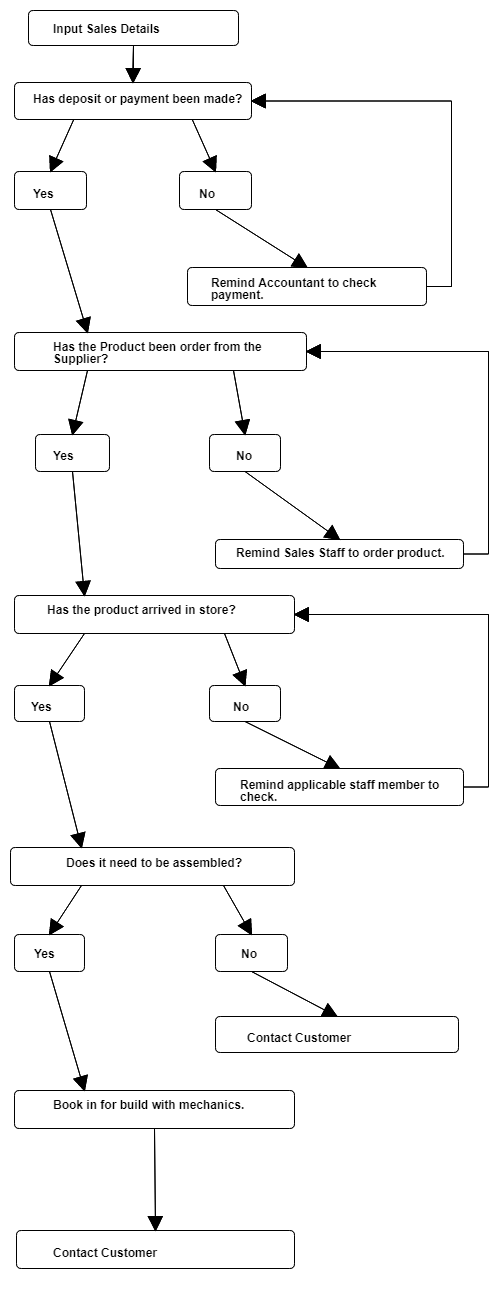 Input Sales Details
Has deposit or payment been made?
Yes
No
Remind Accountant to check
payment.
Has the Product been order from the
Supplier?
Yes
No
Remind Sales Staff to order product.
Has the product arrived in store?
Yes
No
Remind applicable staff member to
check.
Does it need to be assembled?
Yes
No
Contact Customer
Book in for build with mechanics.
Contact Customer